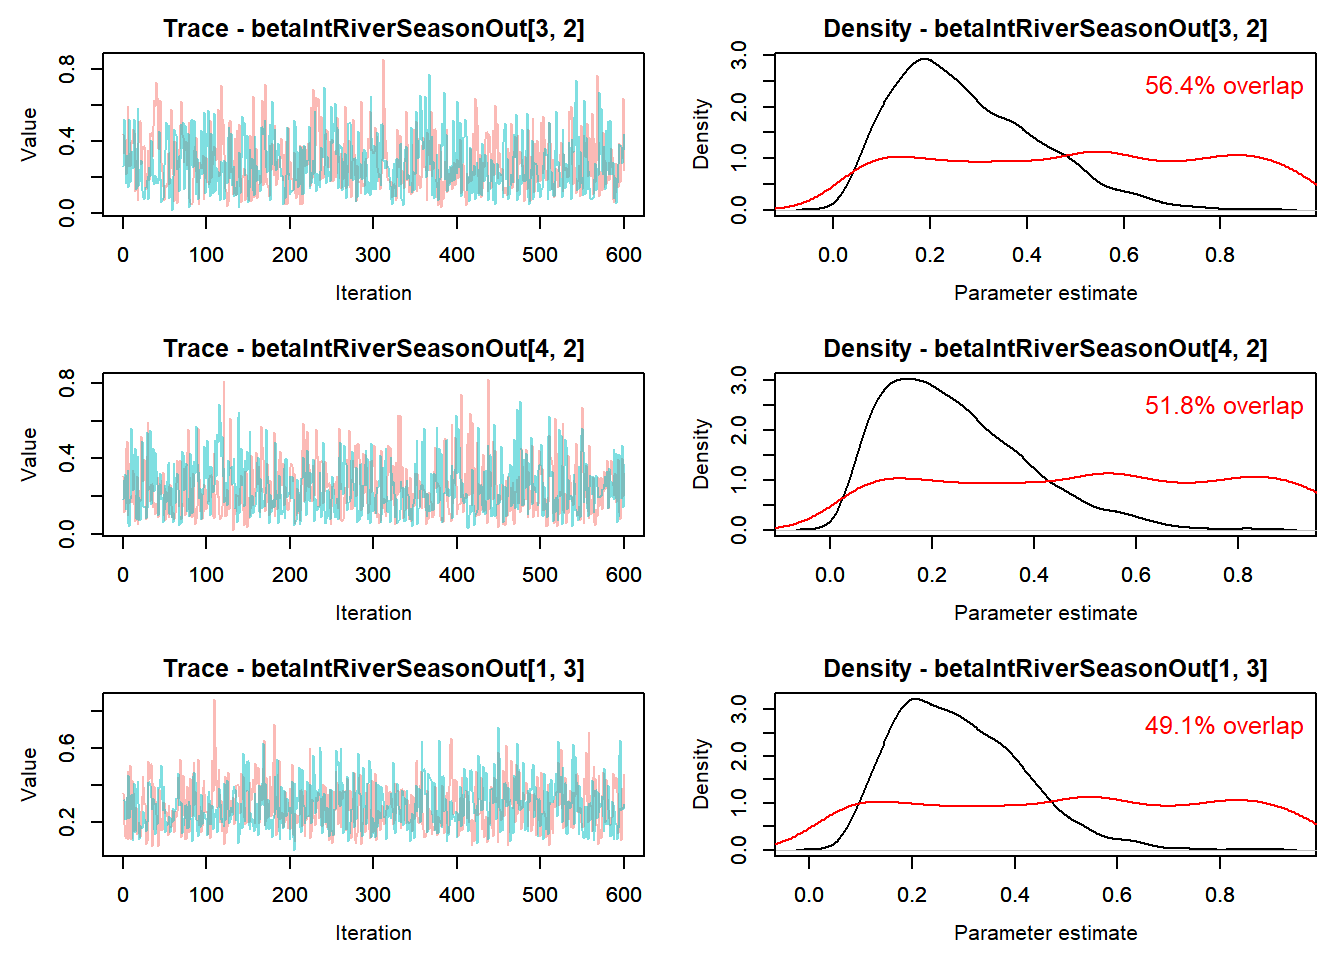 Trace - betaIntRiverSeasonOut[3, 2]
Value
0.0 0.4 0.8
0 100 200 300 400 500 600
Iteration
Density - betaIntRiverSeasonOut[3, 2]
56.4% overlap
Density
0.0 1.0 2.0 3.0
0.0 0.2 0.4 0.6 0.8
Parameter estimate
Trace - betaIntRiverSeasonOut[4, 2]
Value
0.0 0.4 0.8
0 100 200 300 400 500 600
Iteration
Density - betaIntRiverSeasonOut[4, 2]
51.8% overlap
Density
0.0 1.0 2.0 3.0
0.0 0.2 0.4 0.6 0.8
Parameter estimate
Trace - betaIntRiverSeasonOut[1, 3]
Value
0.2 0.6
0 100 200 300 400 500 600
Iteration
Density - betaIntRiverSeasonOut[1, 3]
49.1% overlap
Density
0.0 1.0 2.0 3.0
0.0 0.2 0.4 0.6 0.8
Parameter estimate